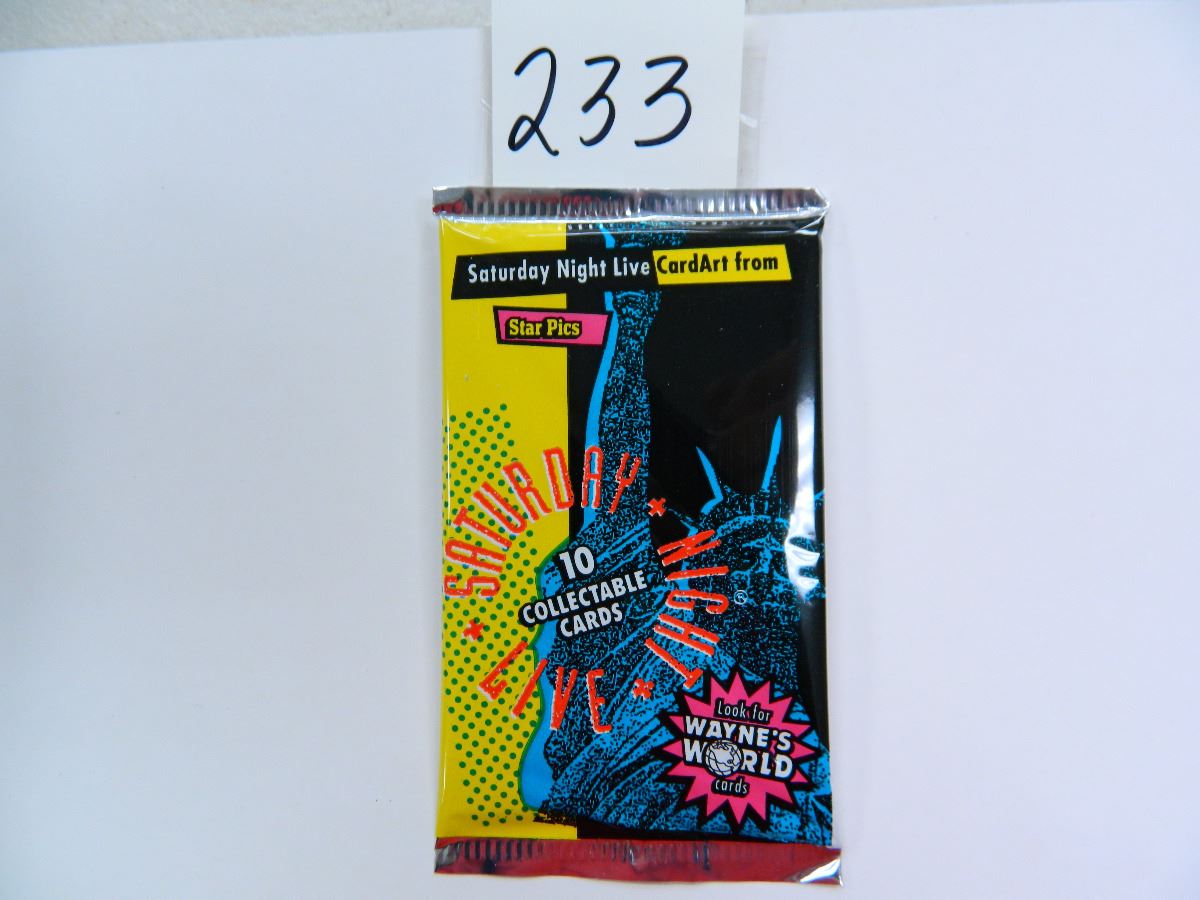 233
Saturday Night Live CardArt from
Star Pics
SATURDAY NIGHT LIVE
®
10
COLLECTABLE
CARDS
Look for
WAYNE'S
WORLD
cards